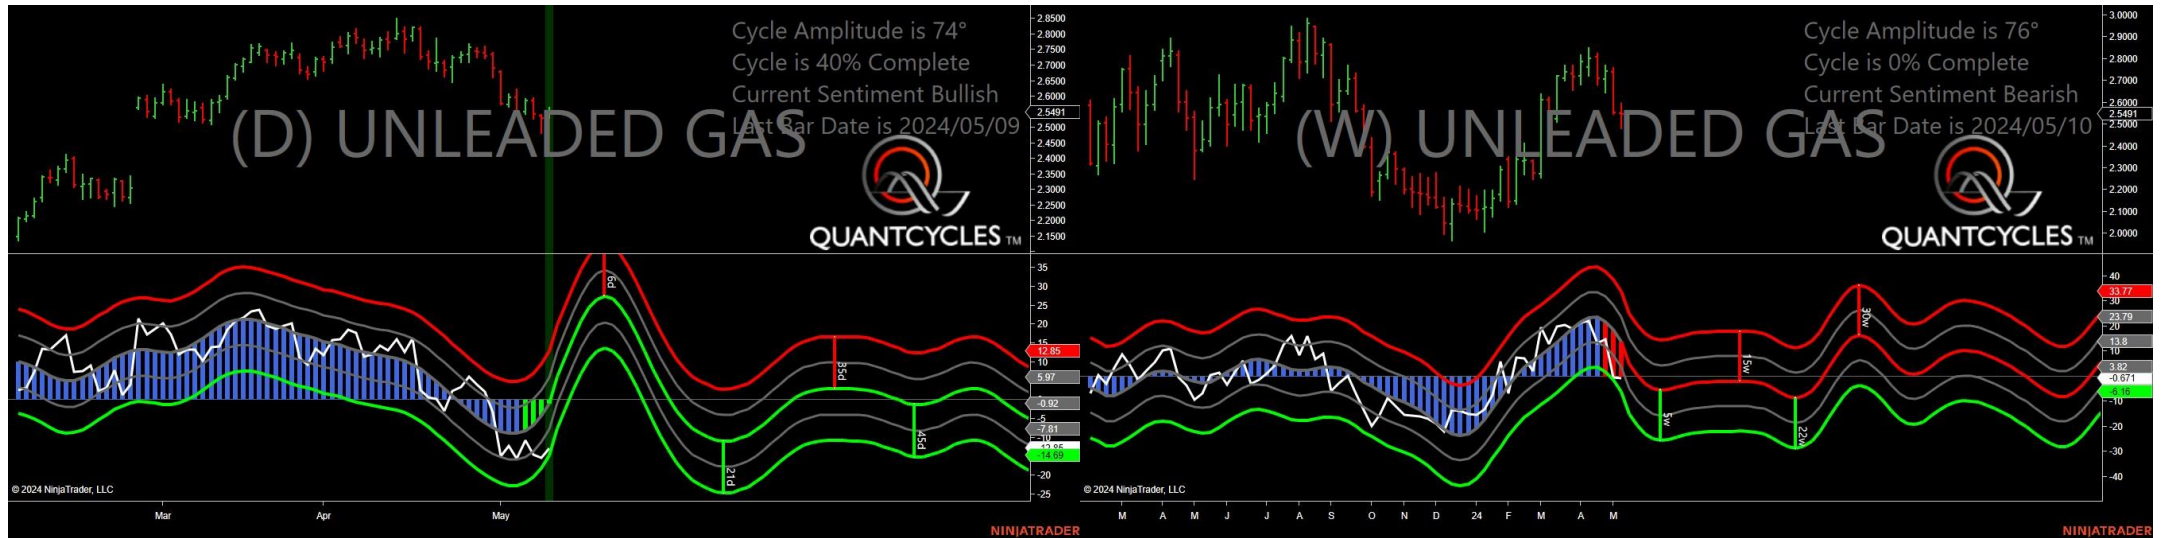 Cycle Amplitude is 74°
Cycle is 40% Complete
Current Sentiment Bullish
Last Bar Date is 2024/05/09
(D) UNLEADED GAS
QUANTCYCLES TM
2.8500
2.8000
2.7500
2.7000
2.6500
2.6000
2.5491
2.5000
2.4500
2.4000
2.3500
2.3000
2.2500
2.2000
2.1500
6d
21d
35d
45d
35
30
25
20
15
12.85
10
5.97
-0.92
-5
-7.81
-10
-14.69
-20
-25
© 2024 NinjaTrader, LLC
Mar
Apr
May
NINJATRADER
Cycle Amplitude is 76°
Cycle is 0% Complete
Current Sentiment Bearish
Last Bar Date is 2024/05/10
(W) UNLEADED GAS
QUANTCYCLES TM
3.0000
2.9000
2.8000
2.7000
2.6000
2.5491
2.5000
2.4000
2.3000
2.2000
2.1000
2.0000
5w
15w
22w
30w
40
33.77
30
23.79
20
13.8
10
3.82
-0.671
-6.16
-10
-20
-30
-40
© 2024 NinjaTrader, LLC
M A M J J A S O N D 24 F M A M
NINJATRADER